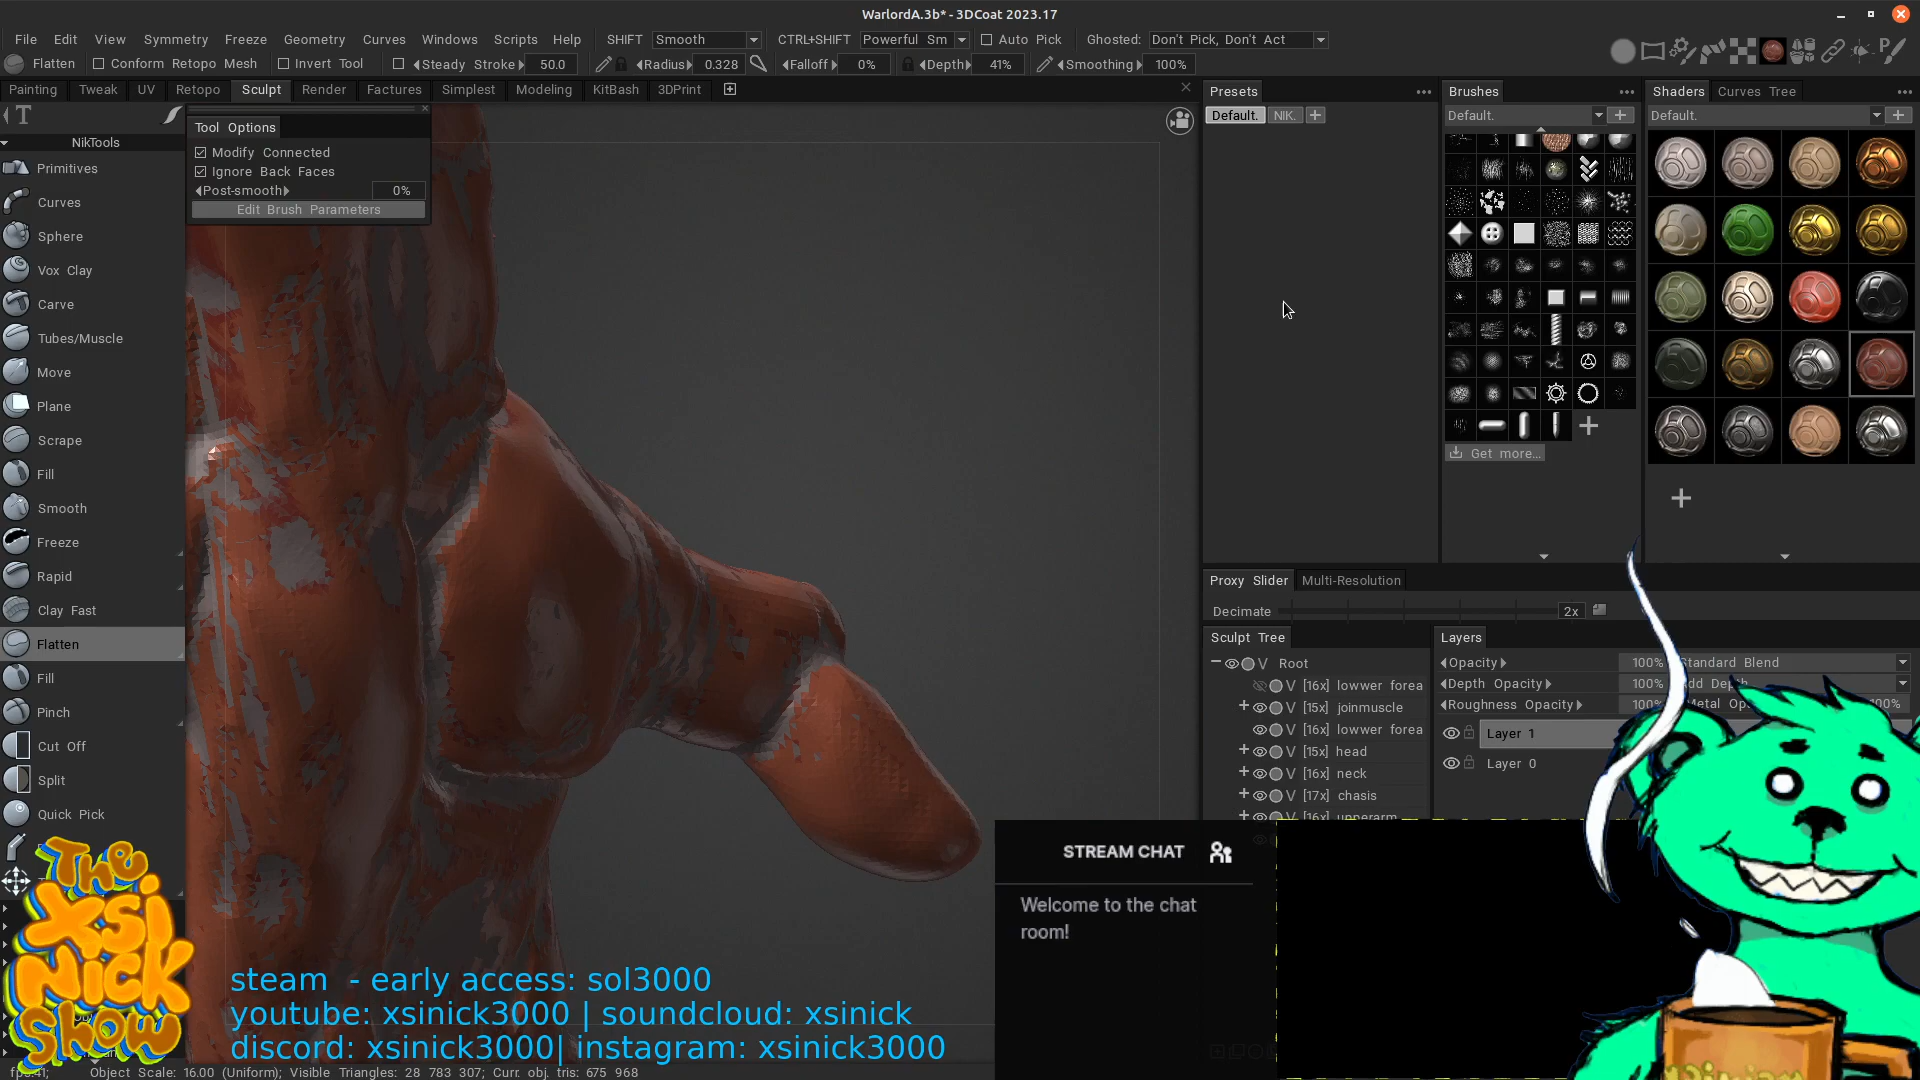 WarlordA.3b* - 3DCoat 2023.17
File Edit View Symmetry Freeze Geometry Curves Windows Scripts Help SHIFT Smooth CTRL+SHIFT Powerful Sm Auto Pick Ghosted: Don't Pick, Don't Act
Flatten Conform Retopo Mesh Invert Tool Steady Stroke 50.0 Radius 0.328 Falloff 0% Depth 41% Smoothing 100%
Painting Tweak UV Retopo Sculpt Render Factures Simplest Modeling KitBash 3DPrint
NikTools
Primitives
Curves
Sphere
Vox Clay
Carve
Tubes/Muscle
Move
Plane
Scrape
Fill
Smooth
Freeze
Rapid
Clay Fast
Flatten
Fill
Pinch
Cut Off
Split
Quick Pick
Tool Options
Modify Connected
Ignore Back Faces
Post-smooth 0%
Edit Brush Parameters
Presets
Default. NIK.
Brushes
Default.
Get more...
Shaders Curves Tree
Default.
Proxy Slider Multi-Resolution
Decimate 2x
Sculpt Tree
Root
V [16x] lowwer forea
V [15x] joinmuscle
V [16x] lowwer forea
V [15x] head
V [16x] neck
V [17x] chasis
V [16x] upperarm
Layers
Opacity 100% Standard Blend
Depth Opacity 100%
Roughness Opacity 100%
Layer 1
Layer 0
STREAM CHAT
Welcome to the chat
room!
The
xsi
Nick
Show
steam - early access: sol3000
youtube: xsinick3000 | soundcloud: xsinick
discord: xsinick3000| instagram: xsinick3000
Object Scale: 16.00 (Uniform); Visible Triangles: 28 783 307; Curr. obj. tris: 675 968